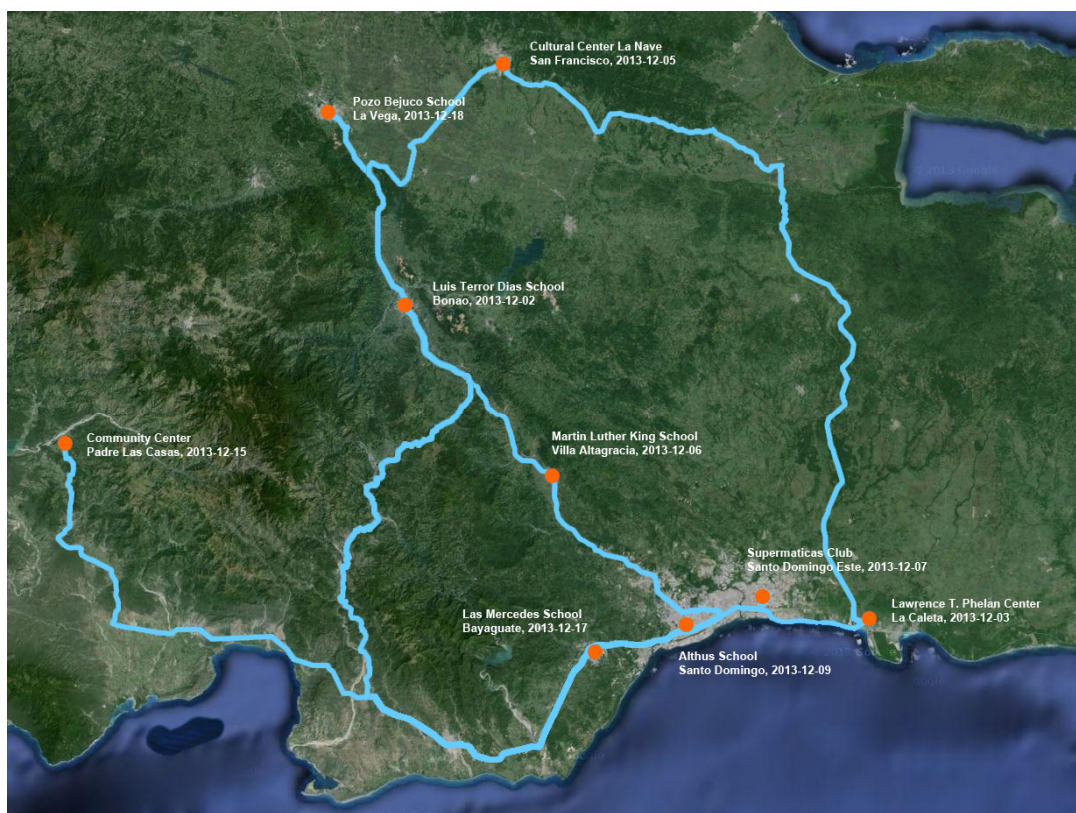 Cultural Center La Nave
San Francisco, 2013-12-05
Pozo Bejuco School
La Vega, 2013-12-18
Luis Terror Dias School
Bonao, 2013-12-02
Community Center
Padre Las Casas, 2013-12-15
Martin Luther King School
Villa Altagracia, 2013-12-06
Supermaticas Club
Santo Domingo Este, 2013-12-07
Lawrence T. Phelan Center
La Caleta, 2013-12-03
Las Mercedes School
Bayaguate, 2013-12-17
Althus School
Santo Domingo, 2013-12-09